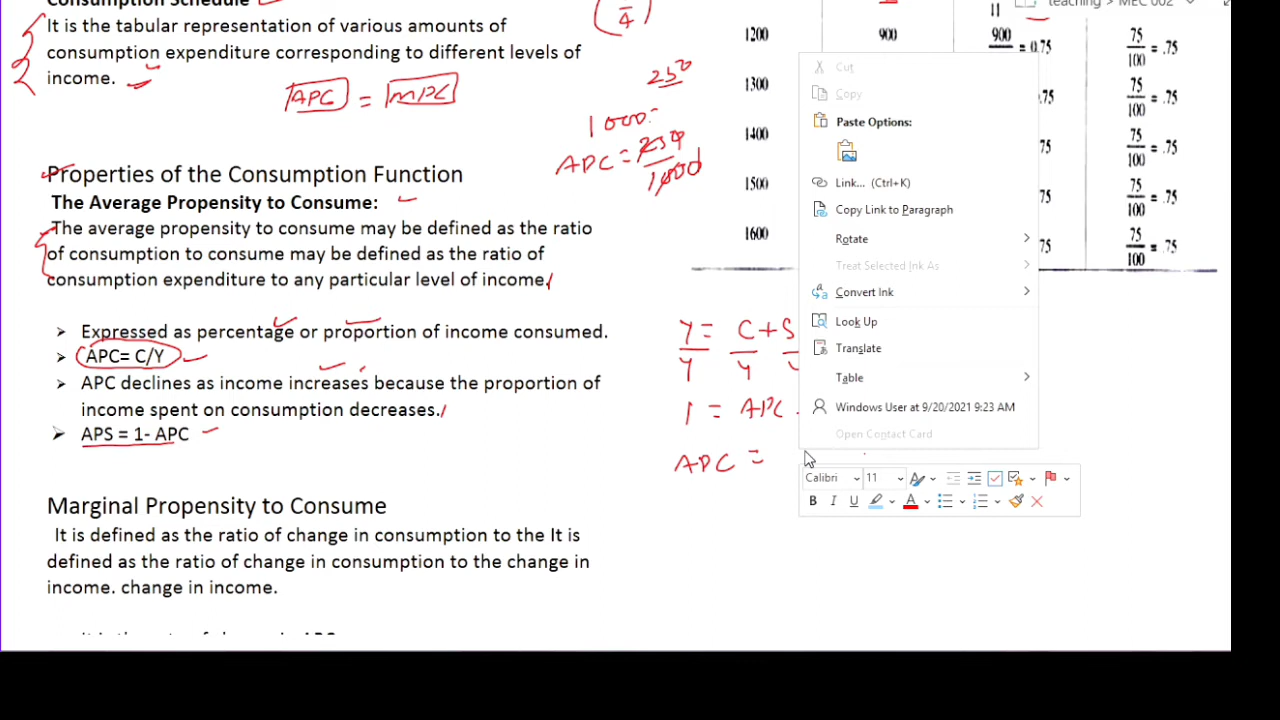 Consumption Schedule
It is the tabular representation of various amounts of
consumption expenditure corresponding to different levels of
income.
APC = MPC
Properties of the Consumption Function
The Average Propensity to Consume:
The average propensity to consume may be defined as the ratio
of consumption to consume may be defined as the ratio of
consumption expenditure to any particular level of income
Expressed as percentage or proportion of income consumed.
APC= C/Y
APC declines as income increases because the proportion of
income spent on consumption decreases.
APS = 1- APC
Marginal Propensity to Consume
It is defined as the ratio of change in consumption to the It is
defined as the ratio of change in consumption to the change in
income. change in income.
4
250
1000
APC = 250
1000
Y = C+S
Y Y Y
1 = APC
APC =
teaching > MEC 002
11
1200 900 900 = 0.75 75/100 = .75
1300 .75 75/100 = .75
1400 75 75/100 = .75
1500 75 75/100 = .75
1600 75 75/100 = .75
Cut
Copy
Paste Options:
Link... (Ctrl+K)
Copy Link to Paragraph
Rotate
Treat Selected Ink As
Convert Ink
Look Up
Translate
Table
Windows User at 9/20/2021 9:23 AM
Open Contact Card
Calibri 11
B I U A